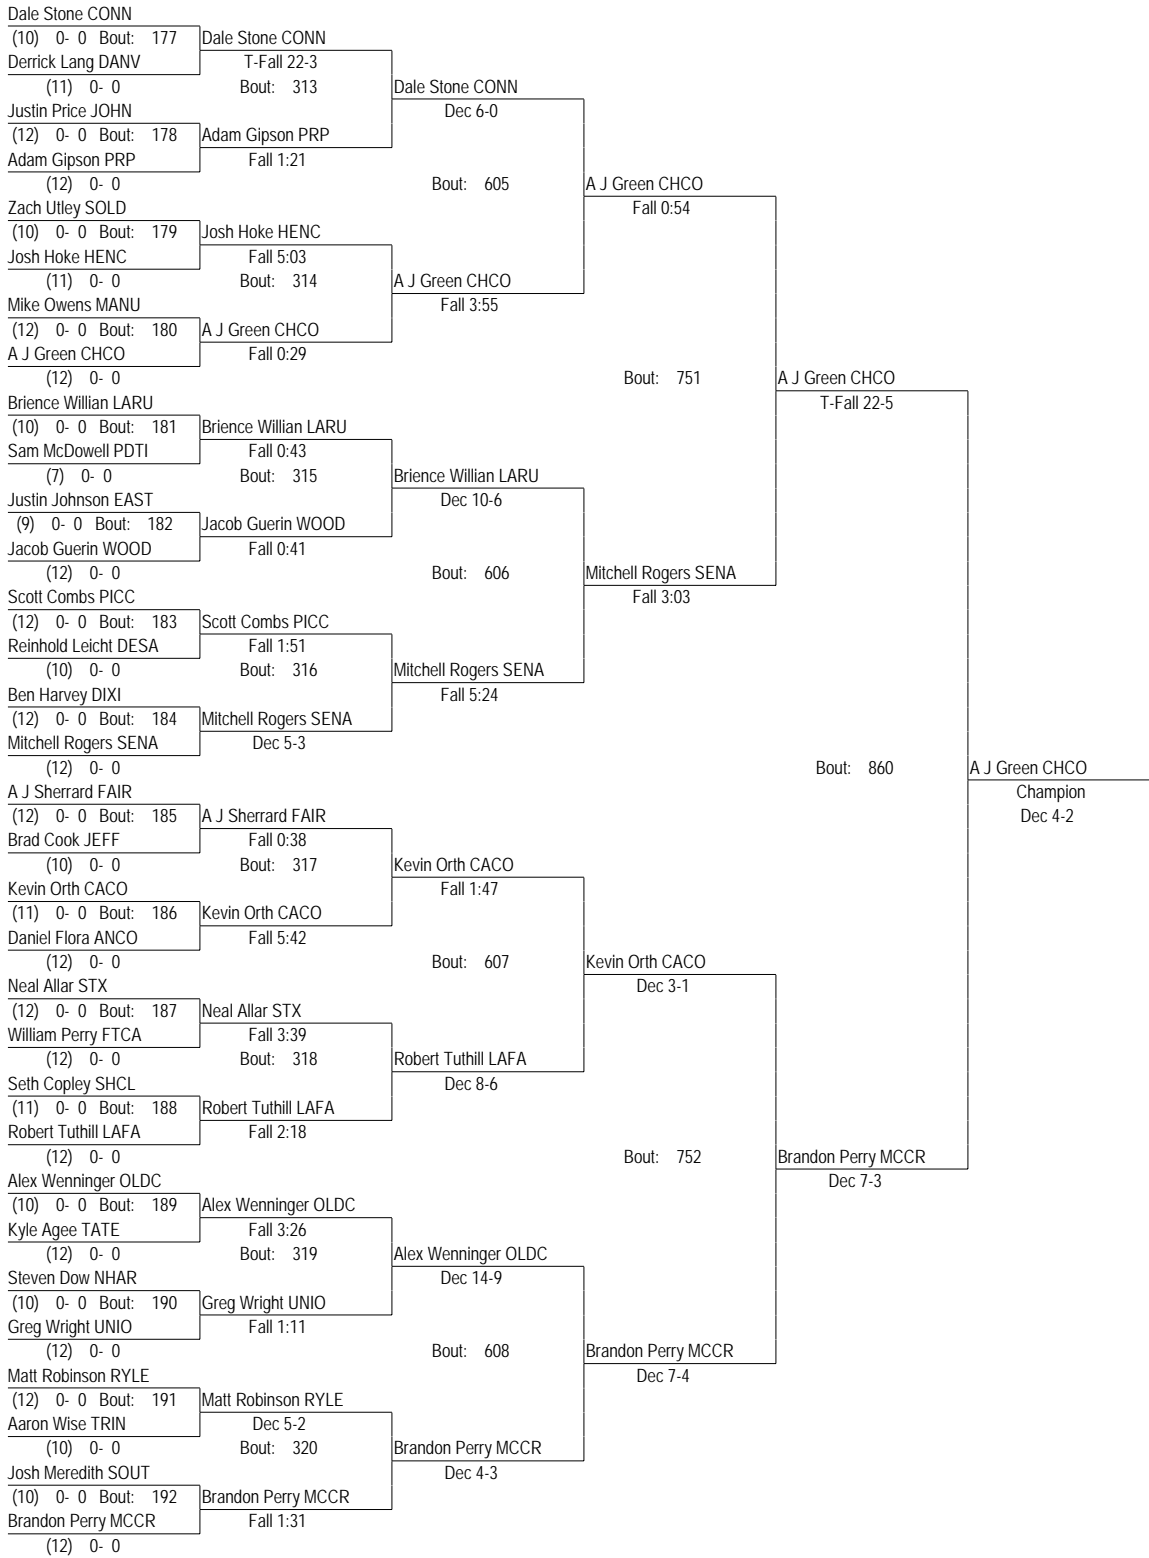 Dale Stone CONN
(10) 0- 0 Bout: 177 Dale Stone CONN
Derrick Lang DANV T-Fall 22-3
(11) 0- 0 Bout: 313 Dale Stone CONN
Justin Price JOHN Dec 6-0
(12) 0- 0 Bout: 178 Adam Gipson PRP
Adam Gipson PRP Fall 1:21
(12) 0- 0 Bout: 605 A J Green CHCO
Zach Utley SOLD Fall 0:54
(10) 0- 0 Bout: 179 Josh Hoke HENC
Josh Hoke HENC Fall 5:03
(11) 0- 0 Bout: 314 A J Green CHCO
Mike Owens MANU Fall 3:55
(12) 0- 0 Bout: 180 A J Green CHCO
A J Green CHCO Fall 0:29
(12) 0- 0 Bout: 751 A J Green CHCO
Brience Willian LARU T-Fall 22-5
(10) 0- 0 Bout: 181 Brience Willian LARU
Sam McDowell PDTI Fall 0:43
(7) 0- 0 Bout: 315 Brience Willian LARU
Justin Johnson EAST Dec 10-6
(9) 0- 0 Bout: 182 Jacob Guerin WOOD
Jacob Guerin WOOD Fall 0:41
(12) 0- 0 Bout: 606 Mitchell Rogers SENA
Scott Combs PICC Fall 3:03
(12) 0- 0 Bout: 183 Scott Combs PICC
Reinhold Leicht DESA Fall 1:51
(10) 0- 0 Bout: 316 Mitchell Rogers SENA
Ben Harvey DIXI Fall 5:24
(12) 0- 0 Bout: 184 Mitchell Rogers SENA
Mitchell Rogers SENA Dec 5-3
(12) 0- 0 Bout: 860 A J Green CHCO
A J Sherrard FAIR Champion
(12) 0- 0 Bout: 185 A J Sherrard FAIR Dec 4-2
Brad Cook JEFF Fall 0:38
(10) 0- 0 Bout: 317 Kevin Orth CACO
Kevin Orth CACO Fall 1:47
(11) 0- 0 Bout: 186 Kevin Orth CACO
Daniel Flora ANCO Fall 5:42
(12) 0- 0 Bout: 607 Kevin Orth CACO
Neal Allar STX Dec 3-1
(12) 0- 0 Bout: 187 Neal Allar STX
William Perry FTCA Fall 3:39
(12) 0- 0 Bout: 318 Robert Tuthill LAFA
Seth Copley SHCL Dec 8-6
(11) 0- 0 Bout: 188 Robert Tuthill LAFA
Robert Tuthill LAFA Fall 2:18
(12) 0- 0 Bout: 752 Brandon Perry MCCR
Alex Wenninger OLDC Dec 7-3
(10) 0- 0 Bout: 189 Alex Wenninger OLDC
Kyle Agee TATE Fall 3:26
(12) 0- 0 Bout: 319 Alex Wenninger OLDC
Steven Dow NHAR Dec 14-9
(10) 0- 0 Bout: 190 Greg Wright UNIO
Greg Wright UNIO Fall 1:11
(12) 0- 0 Bout: 608 Brandon Perry MCCR
Matt Robinson RYLE Dec 7-4
(12) 0- 0 Bout: 191 Matt Robinson RYLE
Aaron Wise TRIN Dec 5-2
(10) 0- 0 Bout: 320 Brandon Perry MCCR
Josh Meredith SOUT Dec 4-3
(10) 0- 0 Bout: 192 Brandon Perry MCCR
Brandon Perry MCCR Fall 1:31
(12) 0- 0